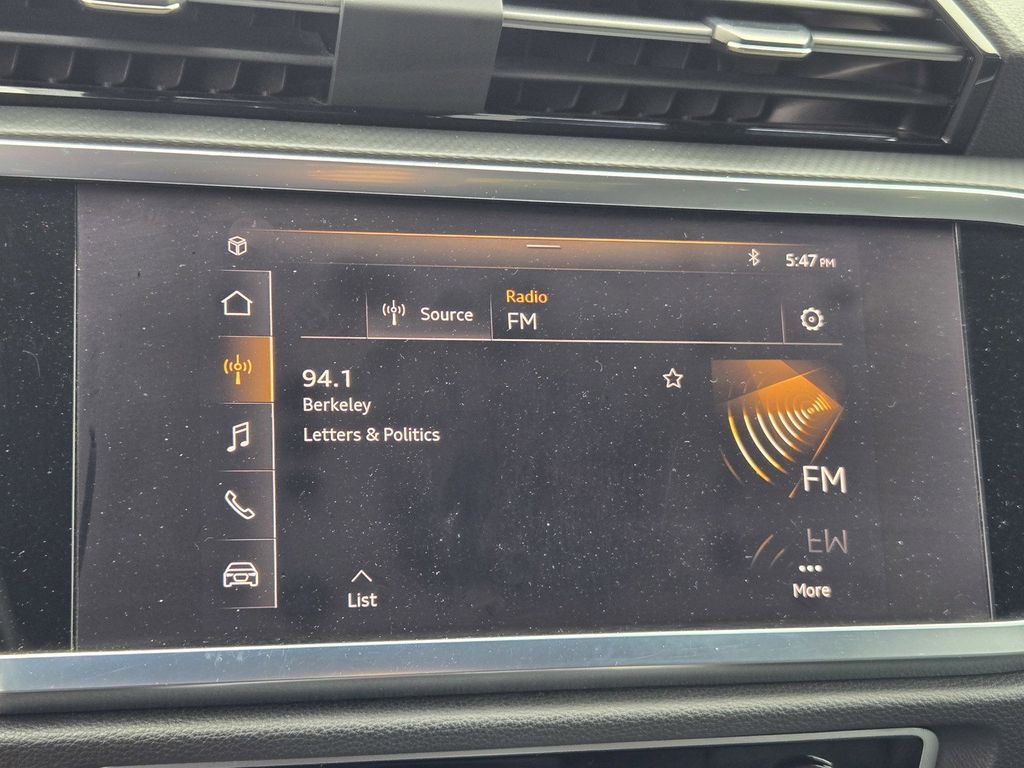 5:47 PM
Source
Radio
FM
94.1
Berkeley
Letters & Politics
FM
FM
List
More